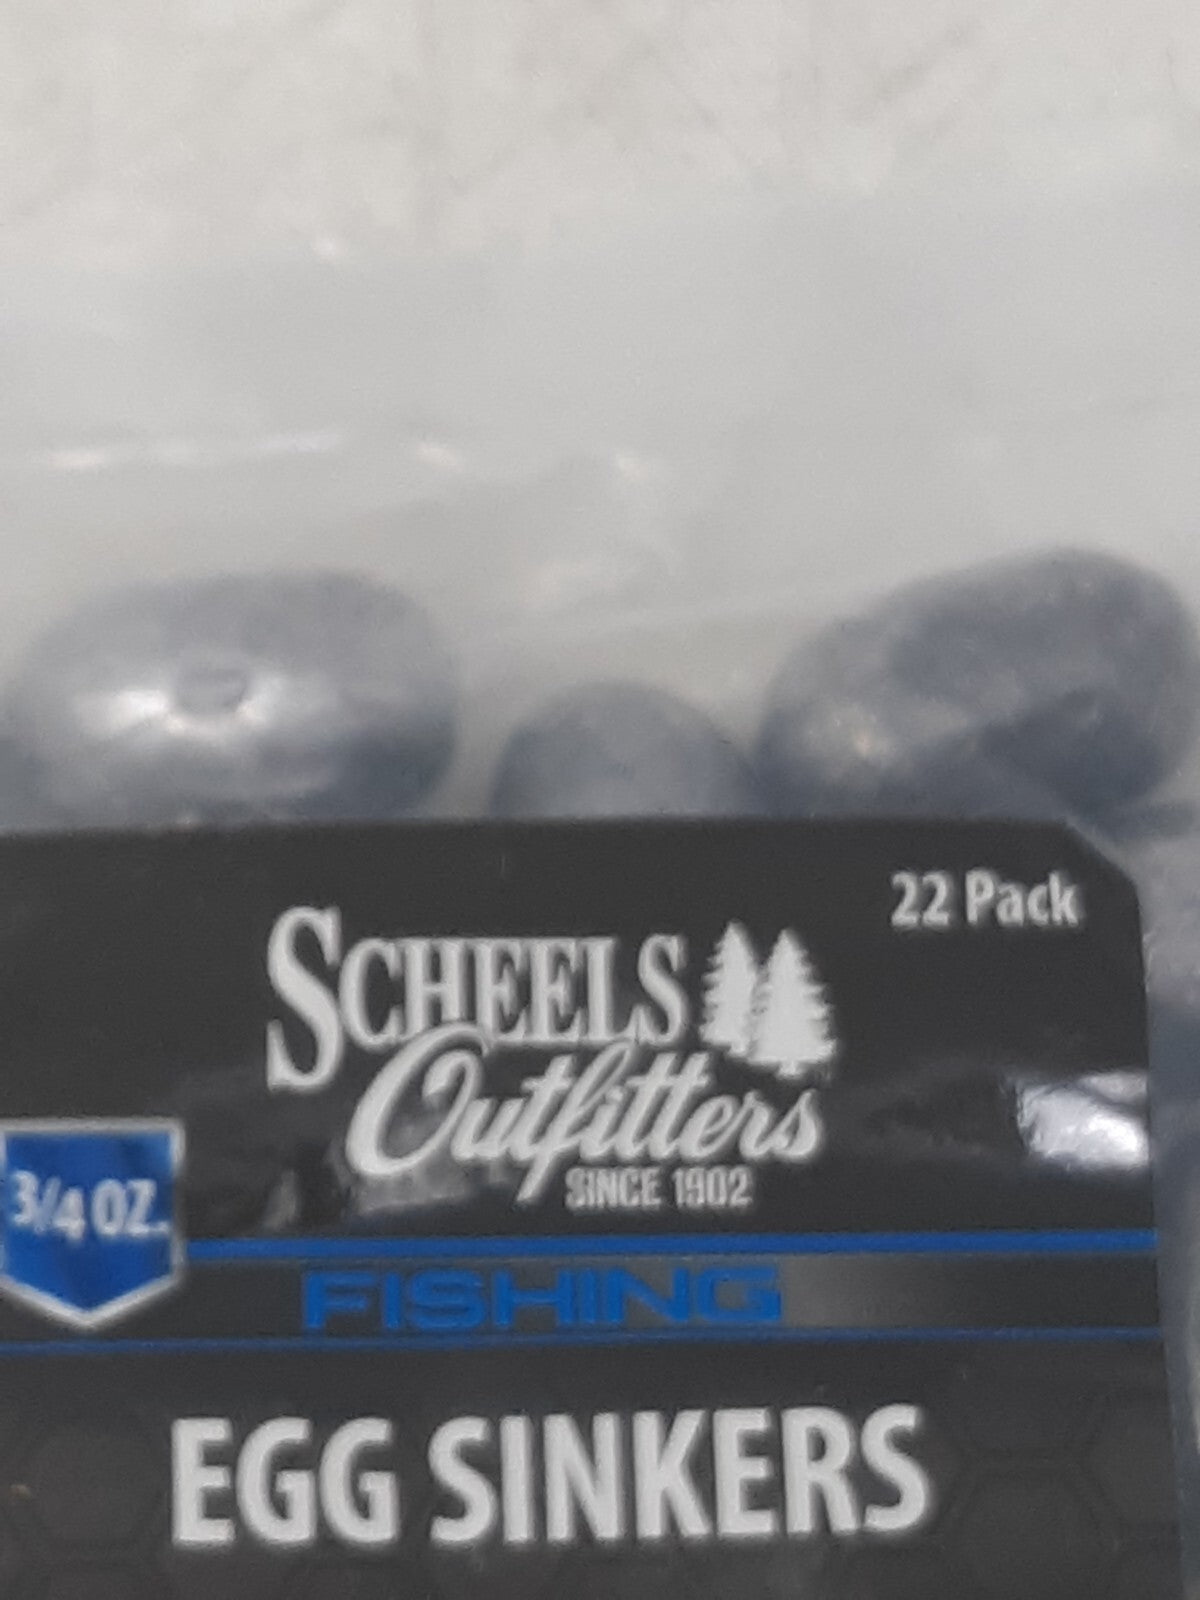 22 Pack
SCHEELS
Outfitters
SINCE 1902
3/4 OZ.
FISHING
EGG SINKERS